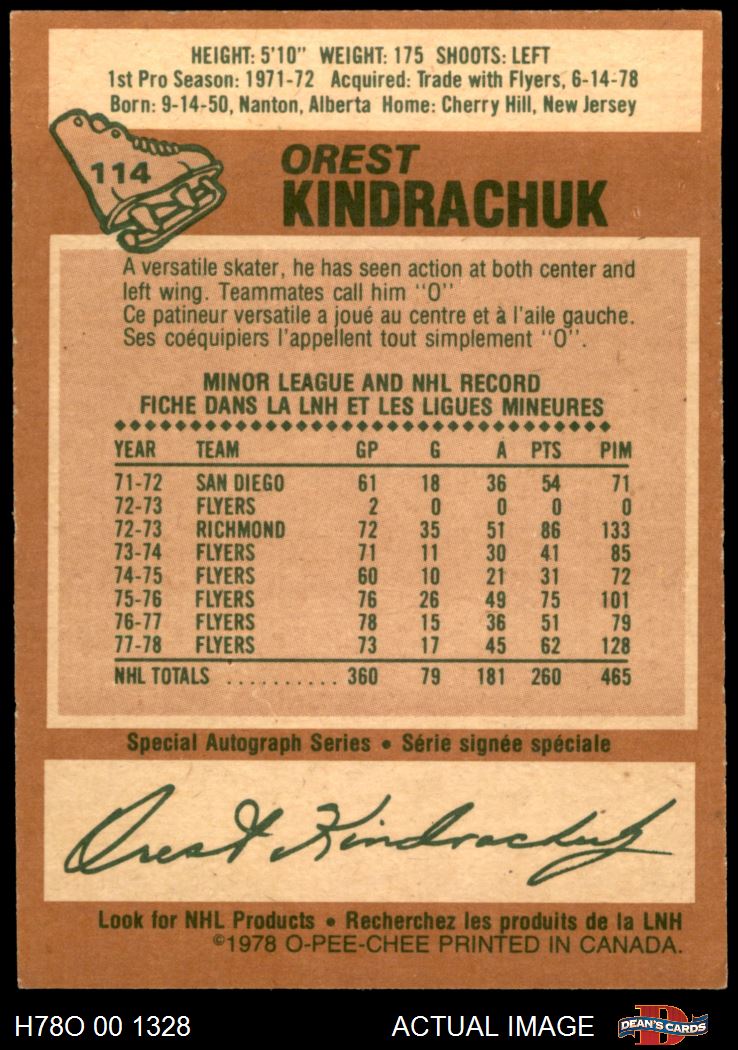 HEIGHT: 5'10" WEIGHT: 175 SHOOTS: LEFT
1st Pro Season: 1971-72 Acquired: Trade with Flyers, 6-14-78
Born: 9-14-50, Nanton, Alberta Home: Cherry Hill, New Jersey
114
OREST
KINDRACHUK
A versatile skater, he has seen action at both center and
left wing. Teammates call him "O"
Ce patineur versatile a joué au centre et à l'aile gauche.
Ses coéquipiers l'appellent tout simplement "O".
MINOR LEAGUE AND NHL RECORD
FICHE DANS LA LNH ET LES LIGUES MINEURES
YEAR TEAM GP G A PTS PIM
71-72 SAN DIEGO 61 18 36 54 71
72-73 FLYERS 2 0 0 0 0
72-73 RICHMOND 72 35 51 86 133
73-74 FLYERS 71 11 30 41 85
74-75 FLYERS 60 10 21 31 72
75-76 FLYERS 76 26 49 75 101
76-77 FLYERS 78 15 36 51 79
77-78 FLYERS 73 17 45 62 128
NHL TOTALS .......... 360 79 181 260 465
Special Autograph Series • Série signée spéciale
Orest Kindrachuk
Look for NHL Products • Recherchez les produits de la LNH
©1978 O-PEE-CHEE PRINTED IN CANADA.
H78O 00 1328 ACTUAL IMAGE D DEAN'S CARDS